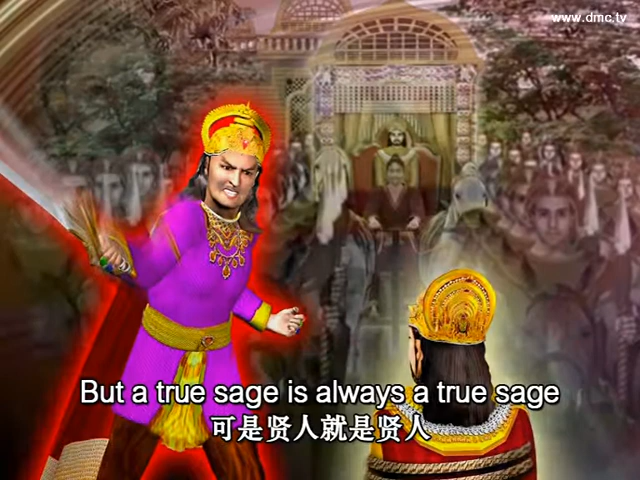 www.dmc.tv
But a true sage is always a true sage
可是贤人就是贤人